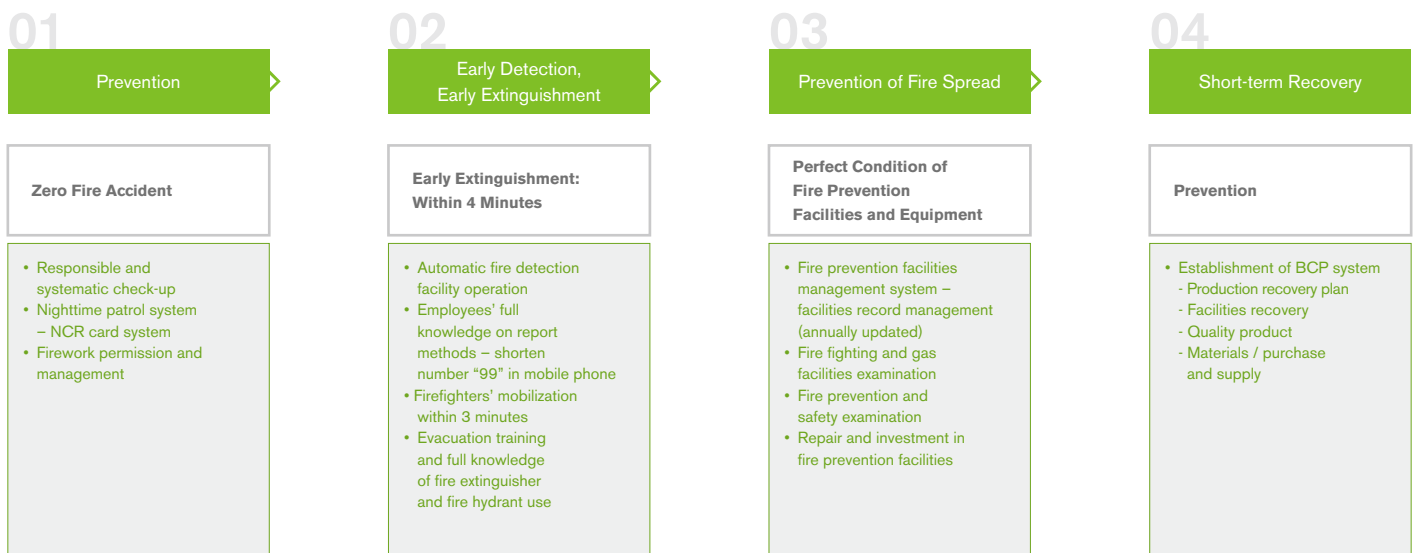 01
Prevention
Zero Fire Accident
• Responsible and
systematic check-up
• Nighttime patrol system
– NCR card system
• Firework permission and
management
02
Early Detection,
Early Extinguishment
Early Extinguishment:
Within 4 Minutes
• Automatic fire detection
facility operation
• Employees’ full
knowledge on report
methods – shorten
number “99” in mobile phone
• Firefighters’ mobilization
within 3 minutes
• Evacuation training
and full knowledge
of fire extinguisher
and fire hydrant use
03
Prevention of Fire Spread
Perfect Condition of
Fire Prevention
Facilities and Equipment
• Fire prevention facilities
management system –
facilities record management
(annually updated)
• Fire fighting and gas
facilities examination
• Fire prevention and
safety examination
• Repair and investment in
fire prevention facilities
04
Short-term Recovery
Prevention
• Establishment of BCP system
- Production recovery plan
- Facilities recovery
- Quality product
- Materials / purchase
and supply